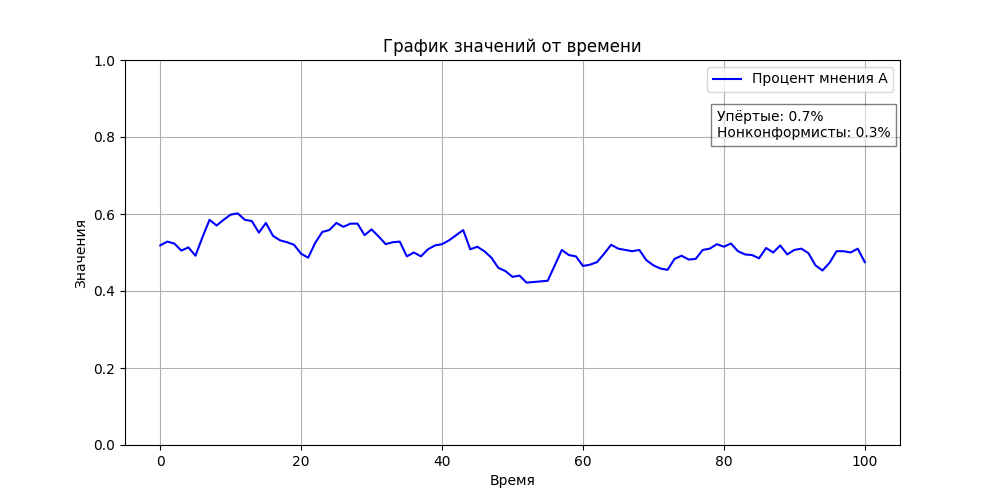 График значений от времени
1.0
0.8
0.6
0.4
0.2
0.0
Значения
Процент мнения А
Упёртые: 0.7%
Нонконформисты: 0.3%
0 20 40 60 80 100
Время